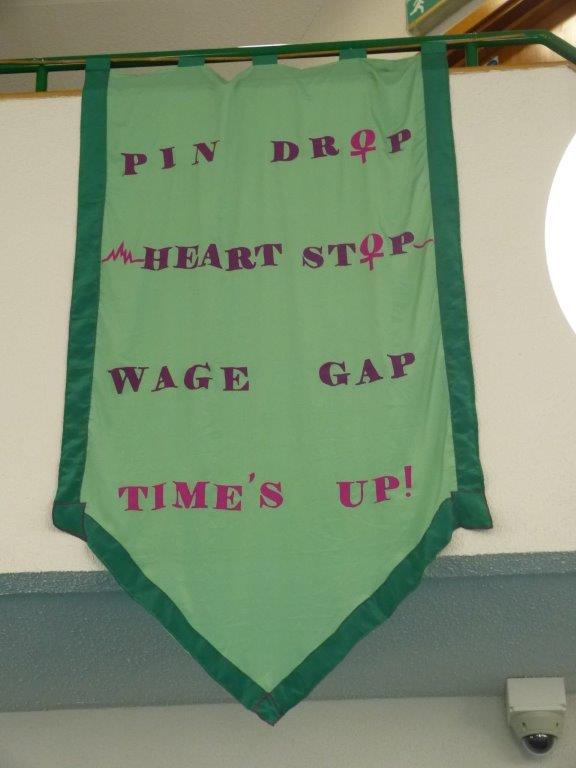 PIN DROP
HEART STOP
WAGE GAP
TIME'S UP!